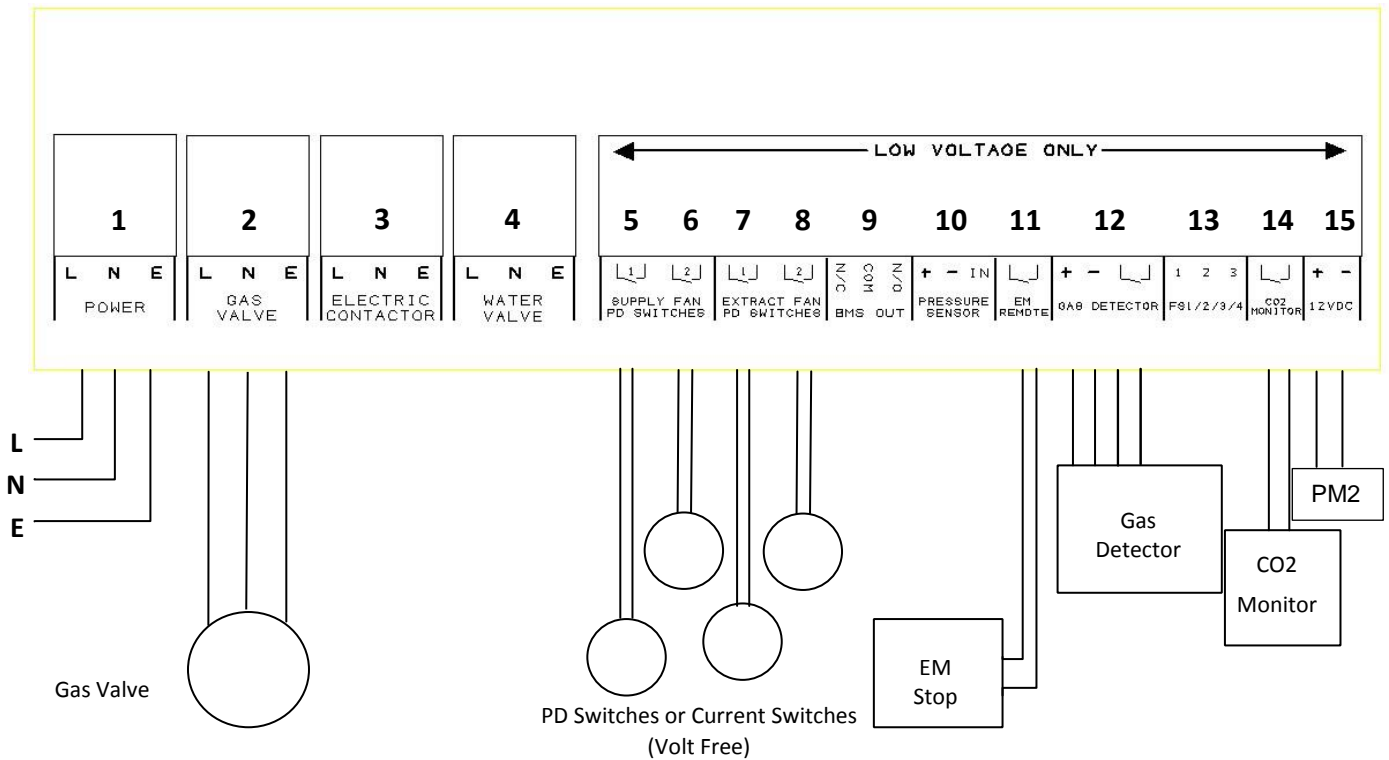 LOW VOLTAGE ONLY
1 2 3 4 5 6 7 8 9 10 11 12 13 14 15
L N E L N E L N E L N E 1 2 1 2 N/C COM N/O + - IN + - 1 2 3 + -
POWER
GAS
VALVE
ELECTRIC
CONTACTOR
WATER
VALVE
SUPPLY FAN
PD SWITCHES
EXTRACT FAN
PD SWITCHES
BMS OUT
PRESSURE
SENSOR
EM
REMOTE
GAS DETECTOR
FS1/2/3/4
CO2
MONITOR
12VDC
L
N
E
PM2
Gas
Detector
CO2
Monitor
EM
Stop
Gas Valve
PD Switches or Current Switches
(Volt Free)